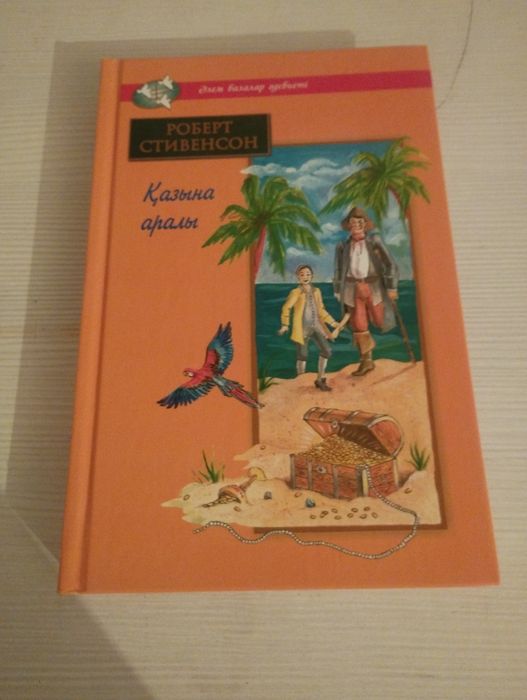 Әлем балалар әдебиеті
РОБЕРТ
СТИВЕНСОН
Қазына
аралы